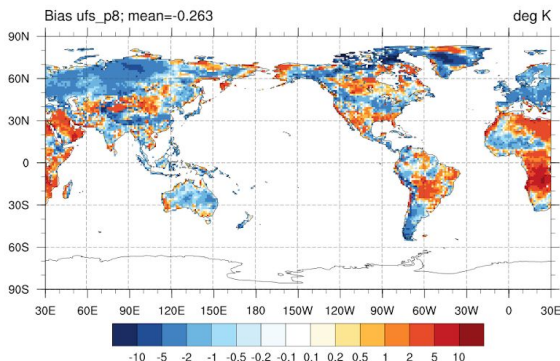 Bias ufs_p8; mean=-0.263 deg K
90N
60N
30N
0
30S
60S
90S
30E 60E 90E 120E 150E 180 150W 120W 90W 60W 30W 0 30E
-10 -5 -2 -1 -0.5 -0.2 -0.1 0.1 0.2 0.5 1 2 5 10